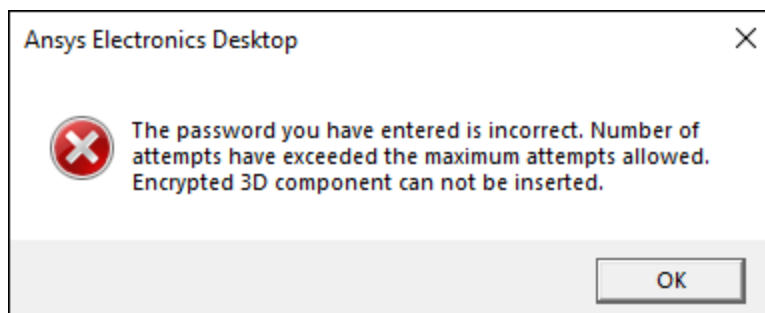 Ansys Electronics Desktop
The password you have entered is incorrect. Number of
attempts have exceeded the maximum attempts allowed.
Encrypted 3D component can not be inserted.
OK